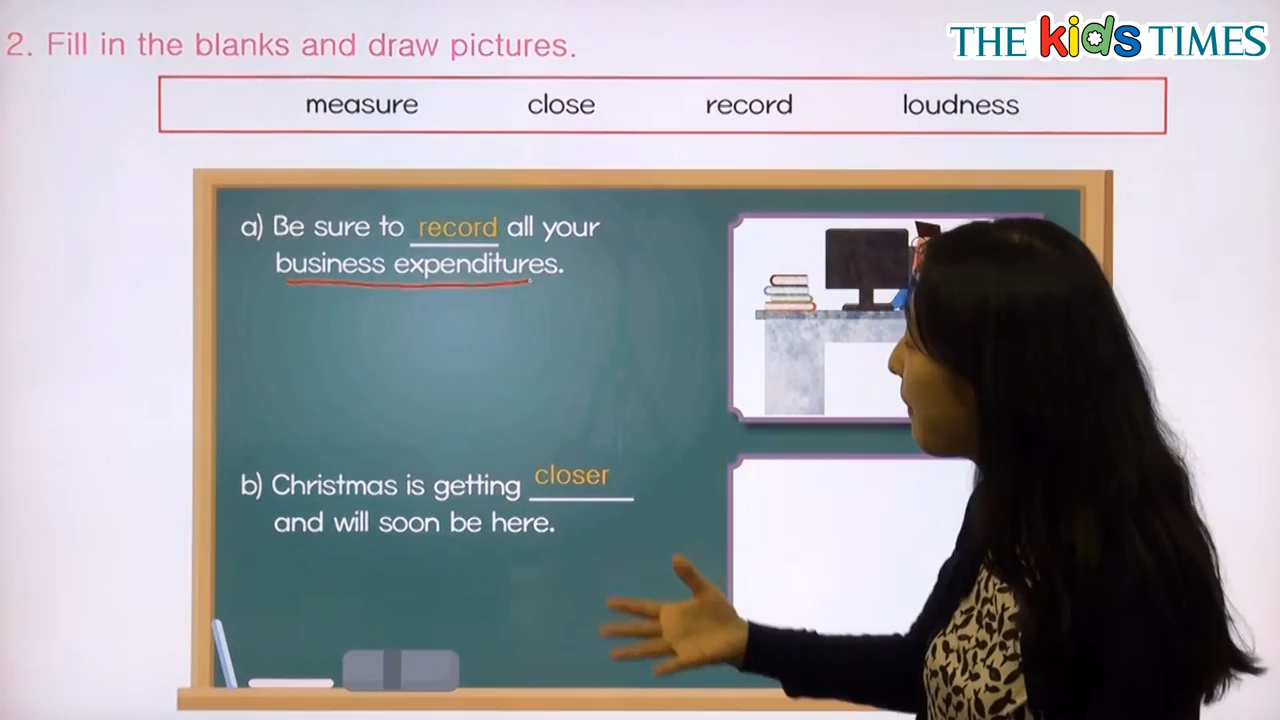 2. Fill in the blanks and draw pictures.
THE kids TIMES
measure close record loudness
a) Be sure to record all your
business expenditures.
b) Christmas is getting closer
and will soon be here.